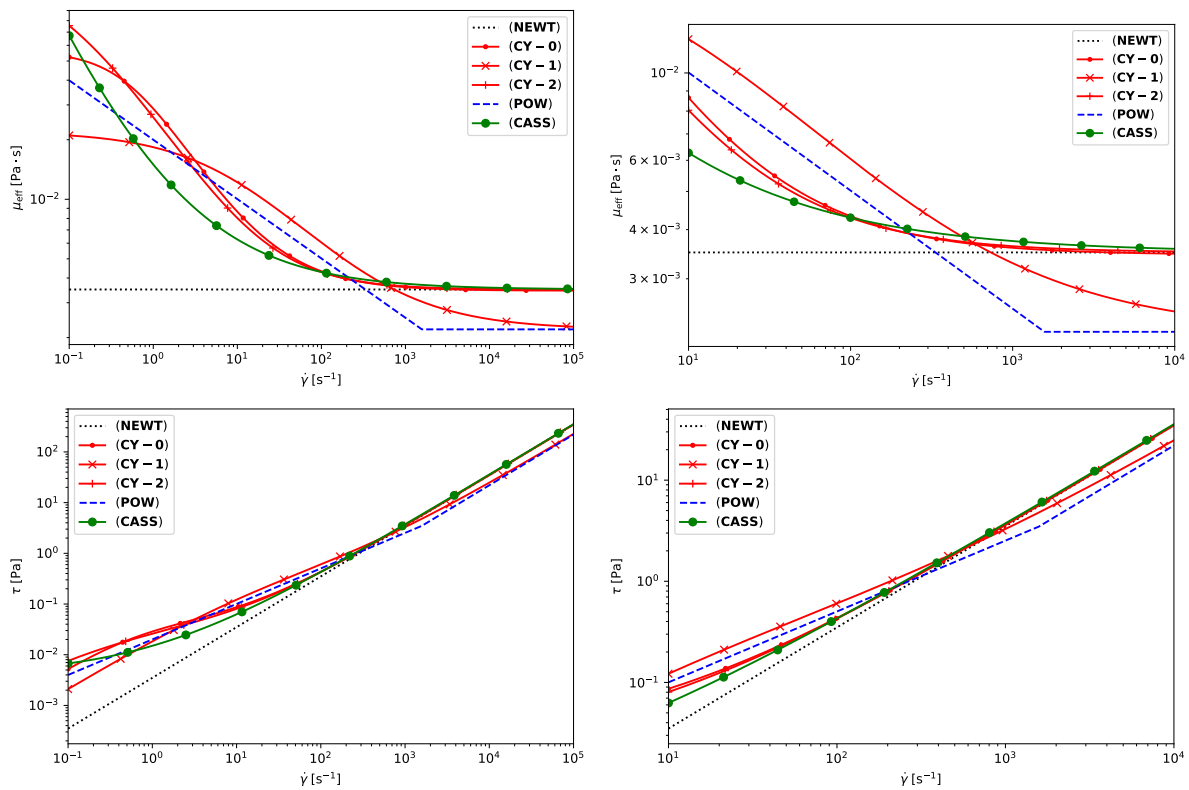 μeff [Pa·s]
10⁻²
(NEWT)
(CY − 0)
(CY − 1)
(CY − 2)
(POW)
(CASS)
10⁻¹ 10⁰ 10¹ 10² 10³ 10⁴ 10⁵
γ̇ [s⁻¹]
μeff [Pa·s]
10⁻²
6 × 10⁻³
4 × 10⁻³
3 × 10⁻³
(NEWT)
(CY − 0)
(CY − 1)
(CY − 2)
(POW)
(CASS)
10¹ 10² 10³ 10⁴
γ̇ [s⁻¹]
τ [Pa]
10²
10¹
10⁰
10⁻¹
10⁻²
10⁻³
(NEWT)
(CY − 0)
(CY − 1)
(CY − 2)
(POW)
(CASS)
10⁻¹ 10⁰ 10¹ 10² 10³ 10⁴ 10⁵
γ̇ [s⁻¹]
τ [Pa]
10¹
10⁰
10⁻¹
(NEWT)
(CY − 0)
(CY − 1)
(CY − 2)
(POW)
(CASS)
10¹ 10² 10³ 10⁴
γ̇ [s⁻¹]